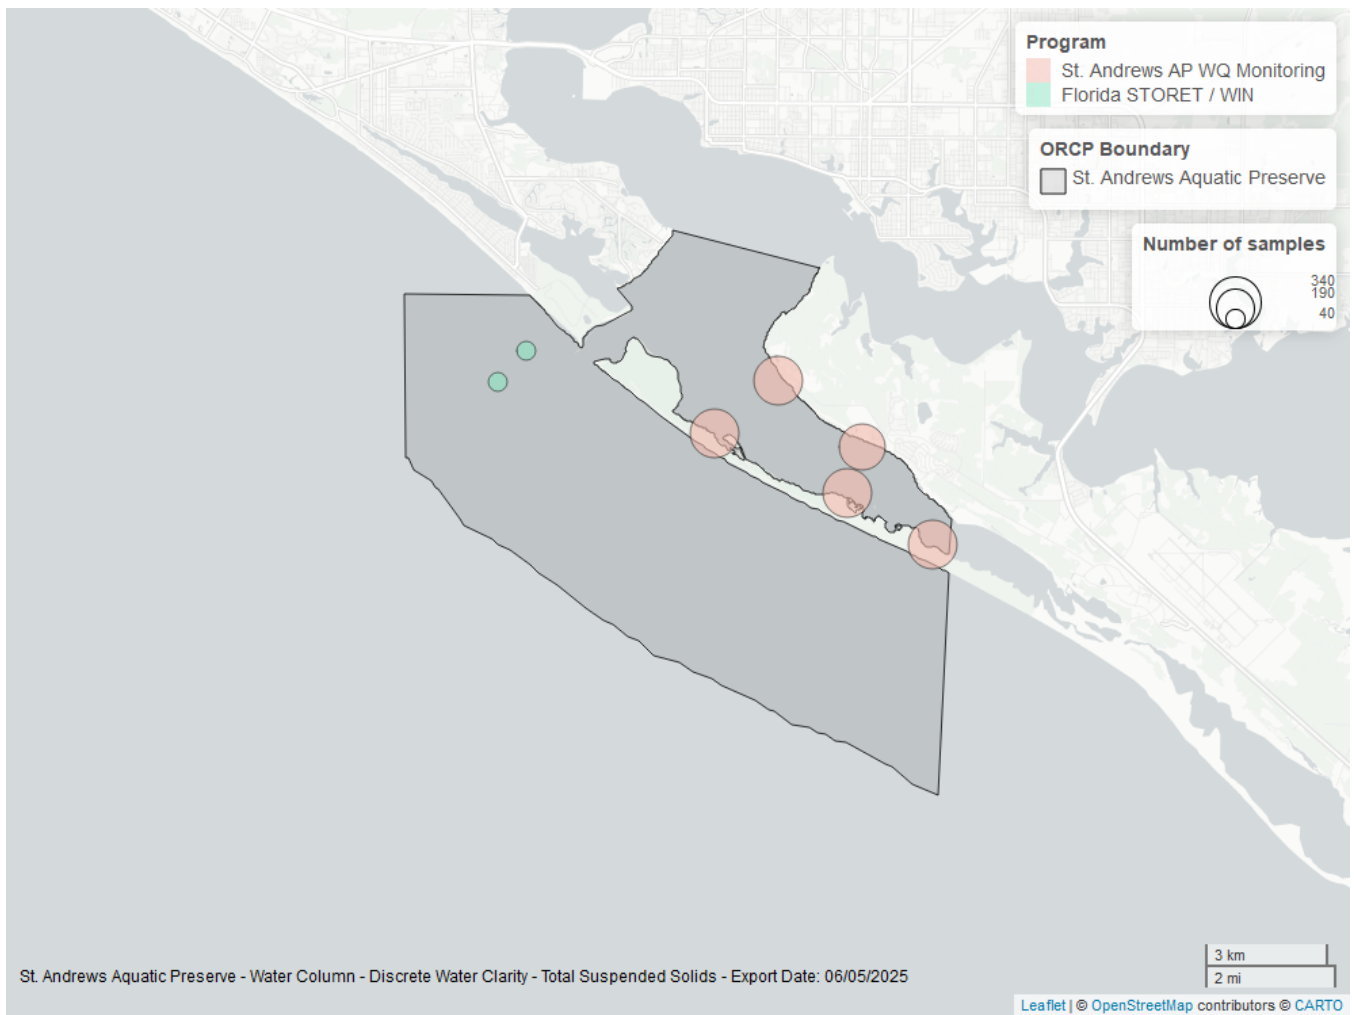 Program
St. Andrews AP WQ Monitoring
Florida STORET / WIN
ORCP Boundary
St. Andrews Aquatic Preserve
Number of samples
340
190
40
3 km
2 mi
St. Andrews Aquatic Preserve - Water Column - Discrete Water Clarity - Total Suspended Solids - Export Date: 06/05/2025
Leaflet | © OpenStreetMap contributors © CARTO